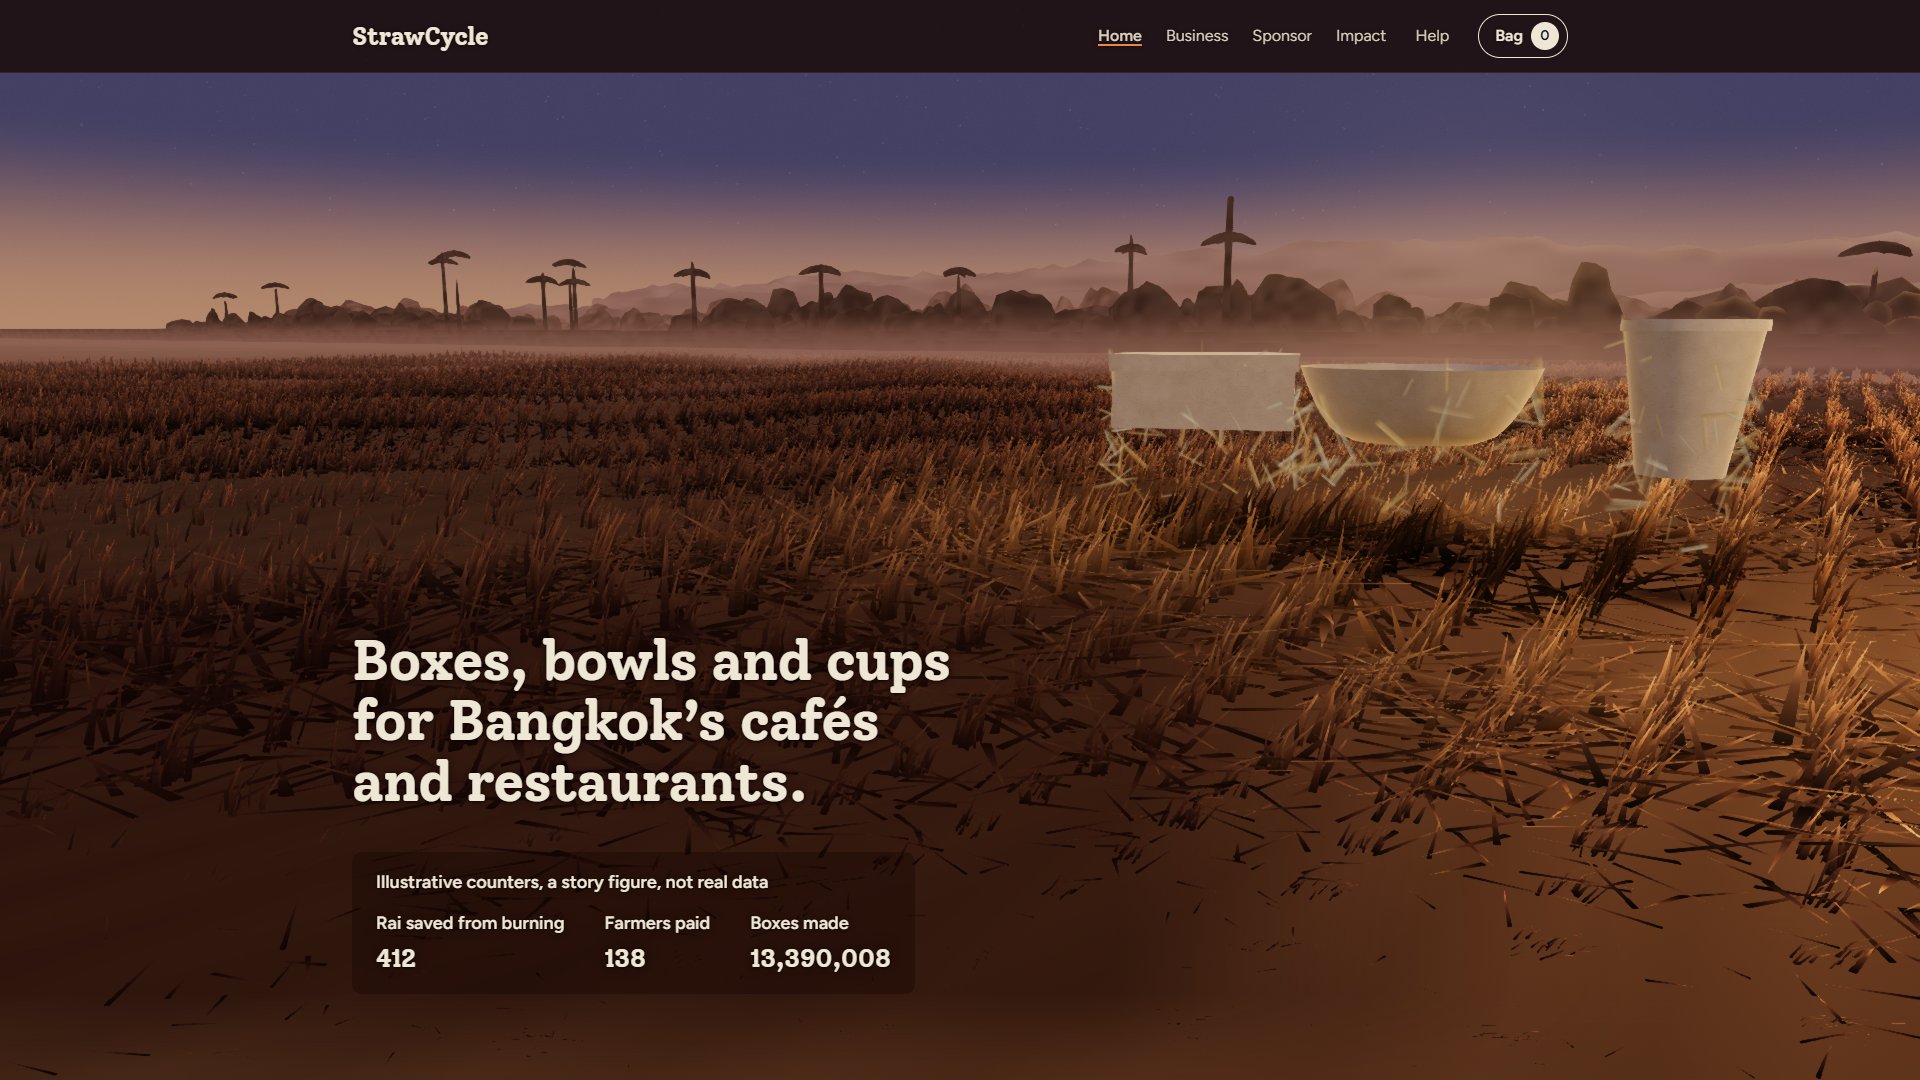 StrawCycle
Home Business Sponsor Impact Help Bag 0
Boxes, bowls and cups
for Bangkok’s cafés
and restaurants.
Illustrative counters, a story figure, not real data
Rai saved from burning Farmers paid Boxes made
412 138 13,390,008